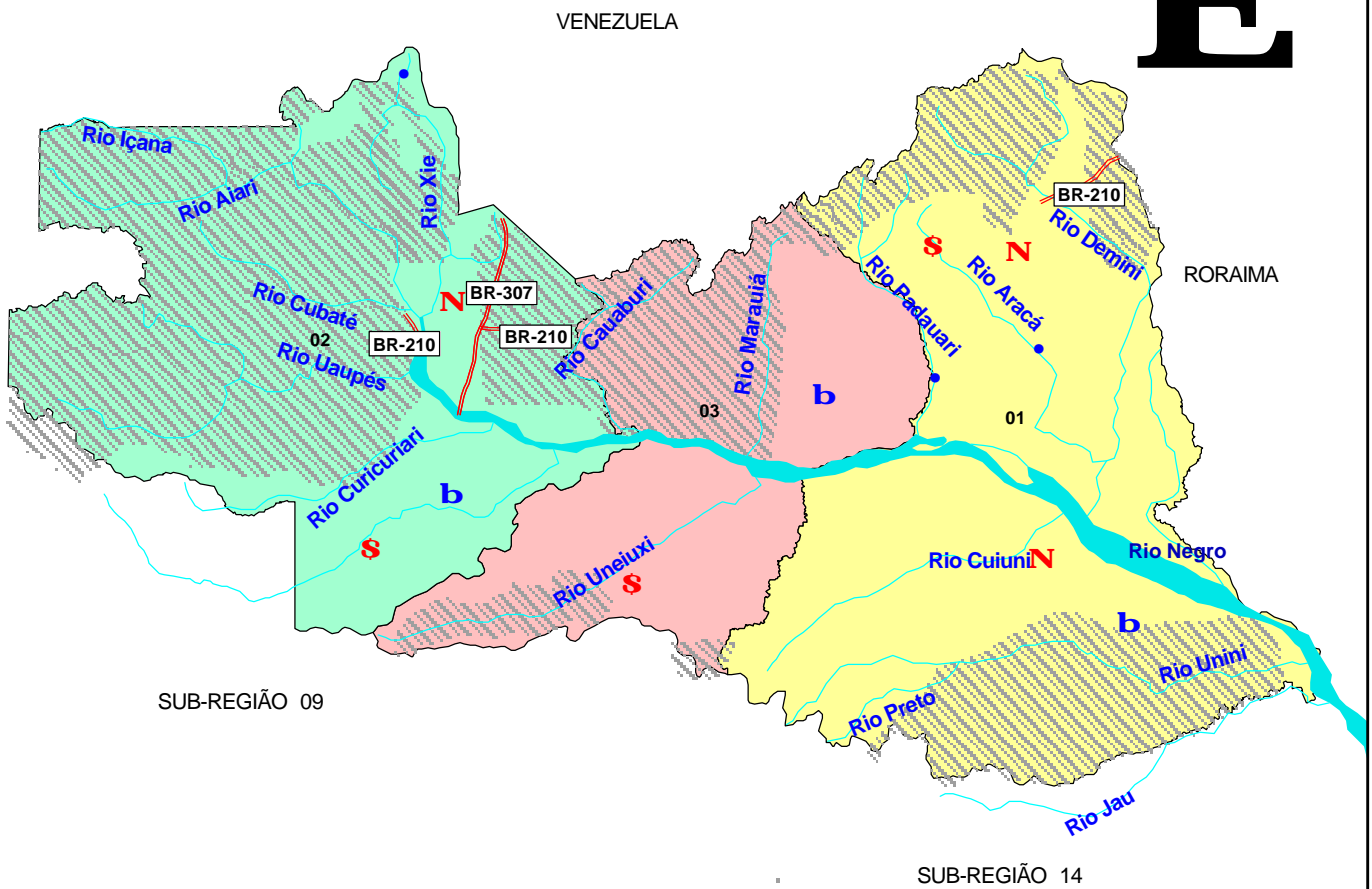 E
VENEZUELA
Rio Içana
Rio Aiari
Rio Xie
BR-210
Rio Demini
$
N
Rio Aracá
RORAIMA
Rio Padauari
Rio Marauiá
Rio Cauaburi
N
BR-307
BR-210
Rio Cubaté
02
BR-210
Rio Uaupés
b
03
01
Rio Curicuriari
b
$
Rio Uneiuxi
$
Rio Cuiuni
N
Rio Negro
b
Rio Unini
Rio Preto
SUB-REGIÃO 09
Rio Jau
SUB-REGIÃO 14